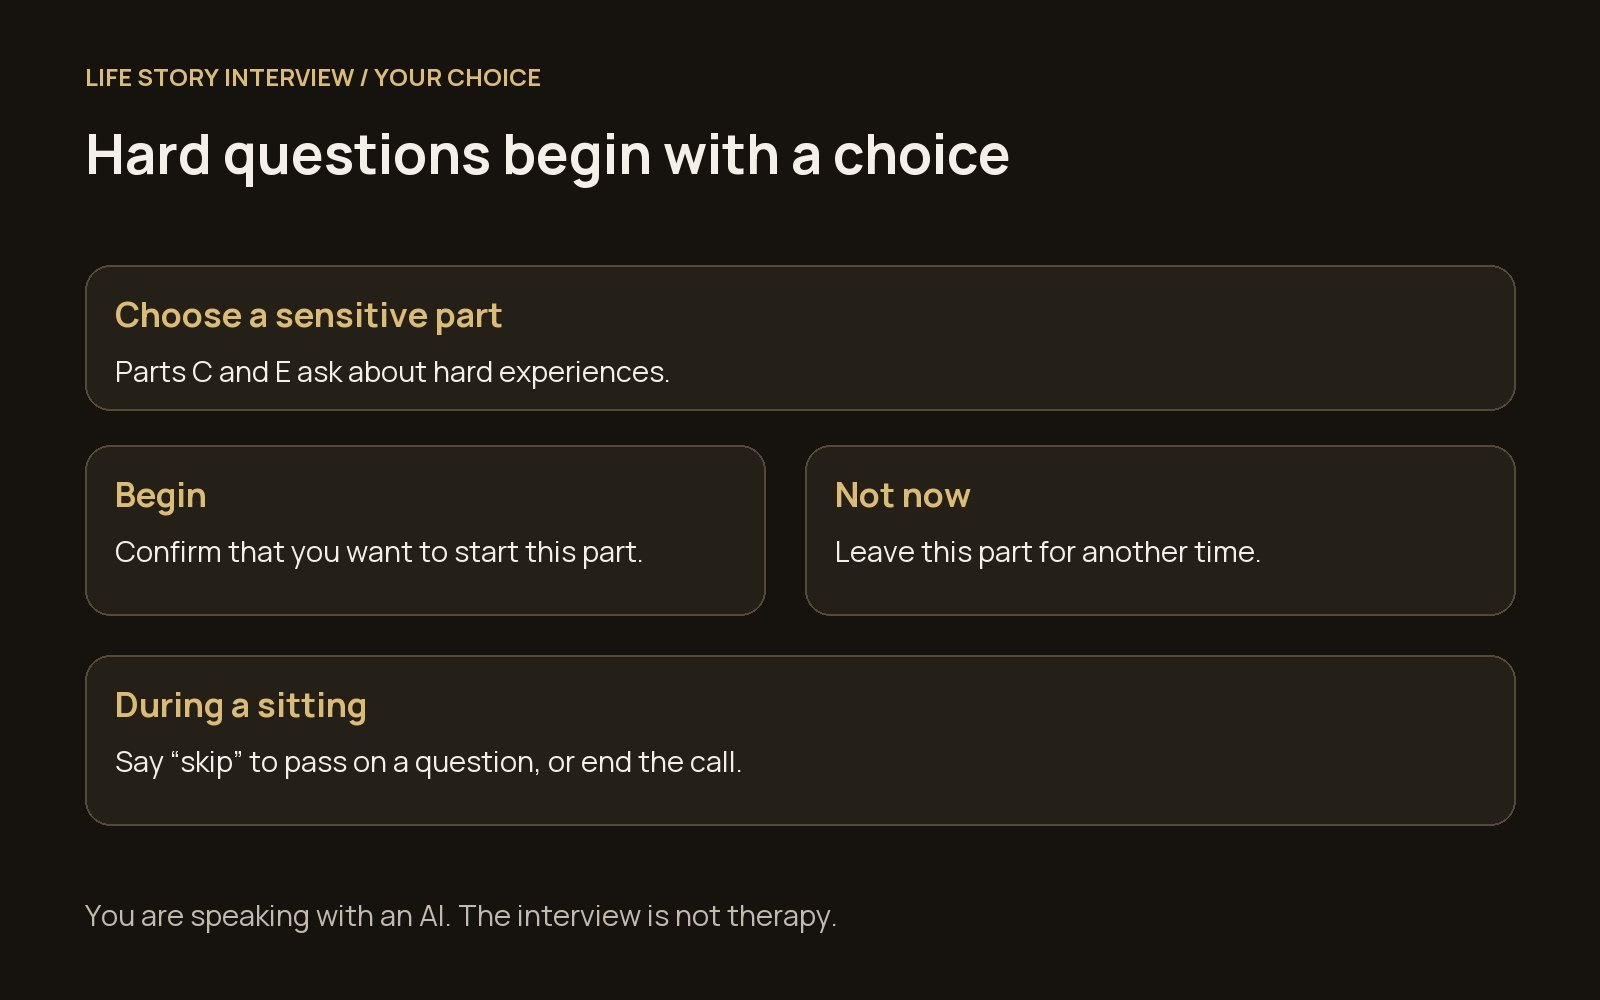 LIFE STORY INTERVIEW / YOUR CHOICE
Hard questions begin with a choice
Choose a sensitive part
Parts C and E ask about hard experiences.
Begin
Confirm that you want to start this part.
Not now
Leave this part for another time.
During a sitting
Say “skip” to pass on a question, or end the call.
You are speaking with an AI. The interview is not therapy.